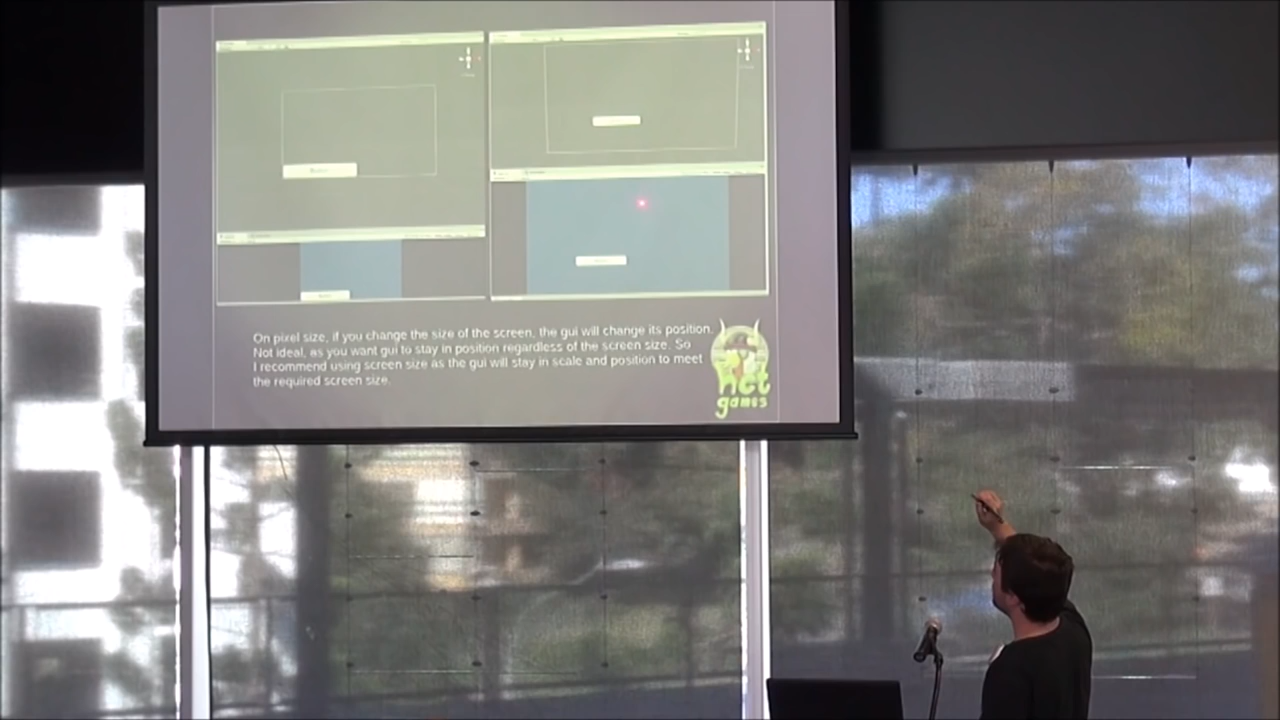 On pixel size, if you change the size of the screen, the gui will change its position.
Not ideal, as you want gui to stay in position regardless of the screen size. So
I recommend using screen size as the gui will stay in scale and position to meet
the required screen size.
games